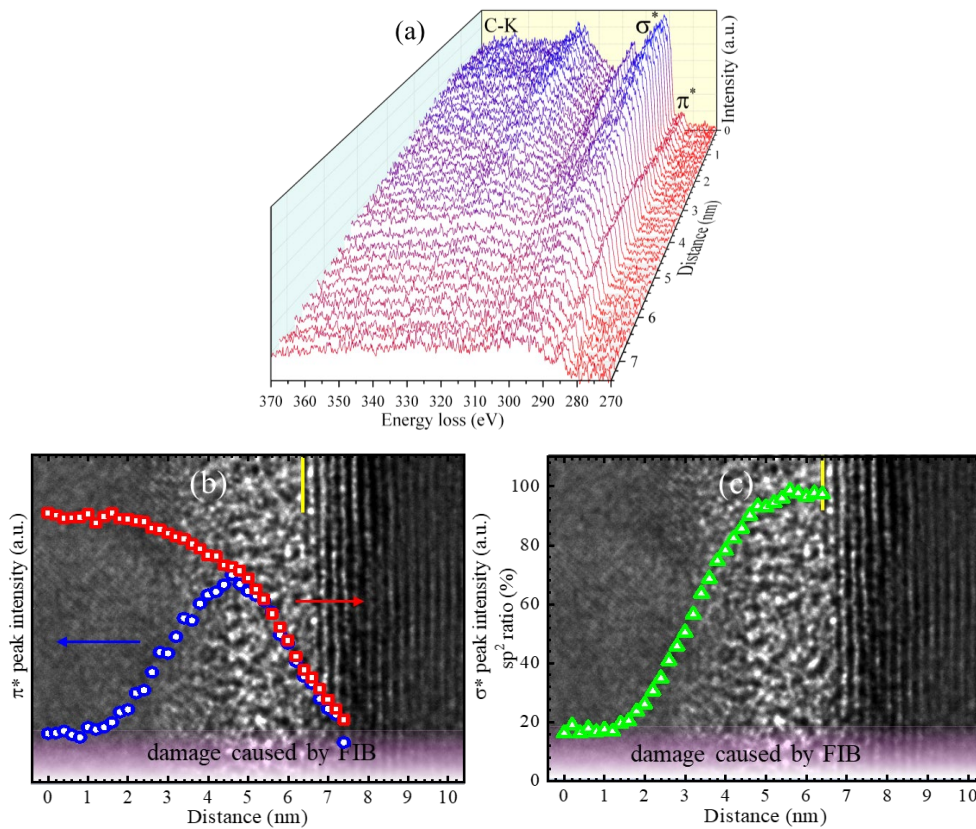 (a)
C-K
σ*
π*
Intensity (a.u.)
0
1
2
3
4
5
6
7
Distance (nm)
370 360 350 340 330 320 310 300 290 280 270
Energy loss (eV)
(b)
π* peak intensity (a.u.)
σ* peak intensity (a.u.)
damage caused by FIB
0 1 2 3 4 5 6 7 8 9 10
Distance (nm)
(c)
sp² ratio (%)
100
80
60
40
20
0
damage caused by FIB
0 1 2 3 4 5 6 7 8 9 10
Distance (nm)